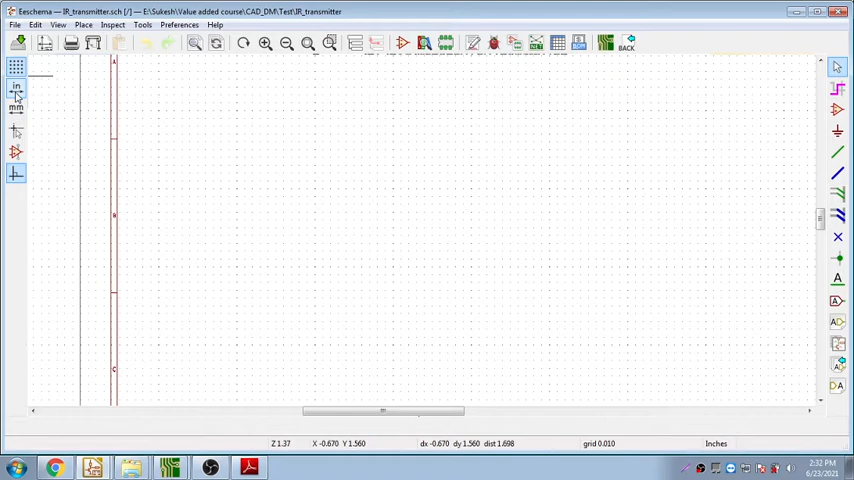 Eeschema — IR_transmitter.sch [/] — E:\Sukesh\Value added course\CAD_DM\Test\IR_transmitter
File Edit View Place Inspect Tools Preferences Help
BACK
A
in
mm
B
C
A
A
A
A
Z 1.37 X -0.670 Y 1.560 dx -0.670 dy 1.560 dist 1.698 grid 0.010 Inches
2:32 PM
6/23/2021